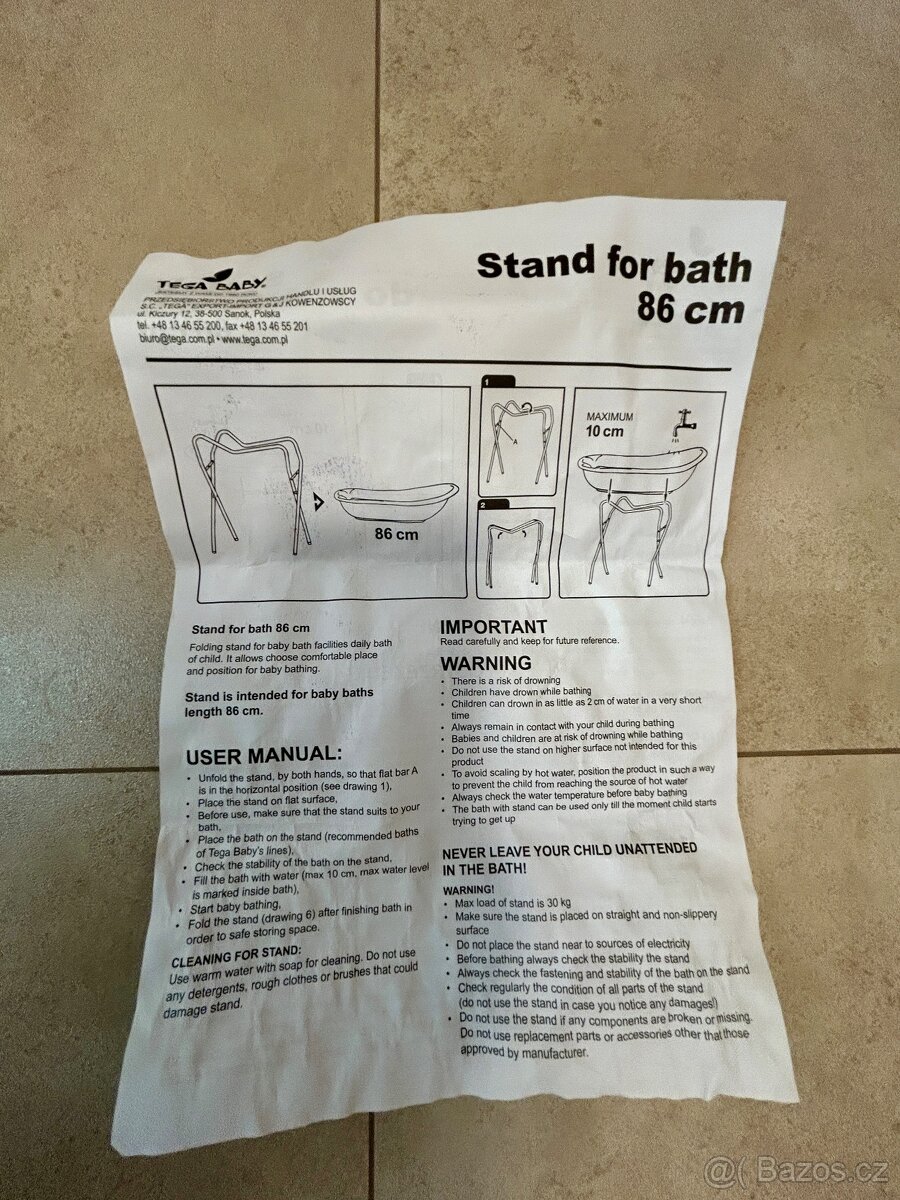 TEGA BABY
PRZEDSIĘBIORSTWO PRODUKCJI HANDLU I USŁUG
S.C. „TEGA" EXPORT-IMPORT G&J KOWENZOWSCY
ul. Kiczury 12, 38-500 Sanok, Polska
tel. +48 13 46 55 200, fax +48 13 46 55 201
biuro@tega.com.pl • www.tega.com.pl
Stand for bath
86 cm
86 cm
1
A
2
MAXIMUM
10 cm
Stand for bath 86 cm
Folding stand for baby bath facilities daily bath
of child. It allows choose comfortable place
and position for baby bathing.
Stand is intended for baby baths
length 86 cm.
USER MANUAL:
• Unfold the stand, by both hands, so that flat bar A
is in the horizontal position (see drawing 1),
• Place the stand on flat surface,
• Before use, make sure that the stand suits to your
bath,
• Place the bath on the stand (recommended baths
of Tega Baby's lines),
• Check the stability of the bath on the stand,
• Fill the bath with water (max 10 cm, max water level
is marked inside bath),
• Start baby bathing,
• Fold the stand (drawing 6) after finishing bath in
order to safe storing space.
CLEANING FOR STAND:
Use warm water with soap for cleaning. Do not use
any detergents, rough clothes or brushes that could
damage stand.
IMPORTANT
Read carefully and keep for future reference.
WARNING
• There is a risk of drowning
• Children have drown while bathing
• Children can drown in as little as 2 cm of water in a very short
time
• Always remain in contact with your child during bathing
• Babies and children are at risk of drowning while bathing
• Do not use the stand on higher surface not intended for this
product
• To avoid scaling by hot water, position the product in such a way
to prevent the child from reaching the source of hot water
• Always check the water temperature before baby bathing
• The bath with stand can be used only till the moment child starts
trying to get up
NEVER LEAVE YOUR CHILD UNATTENDED
IN THE BATH!
WARNING!
• Max load of stand is 30 kg
• Make sure the stand is placed on straight and non-slippery
surface
• Do not place the stand near to sources of electricity
• Before bathing always check the stability the stand
• Always check the fastening and stability of the bath on the stand
• Check regularly the condition of all parts of the stand
(do not use the stand in case you notice any damages!)
• Do not use the stand if any components are broken or missing.
Do not use replacement parts or accessories other that those
approved by manufacturer.
@( Bazos.cz